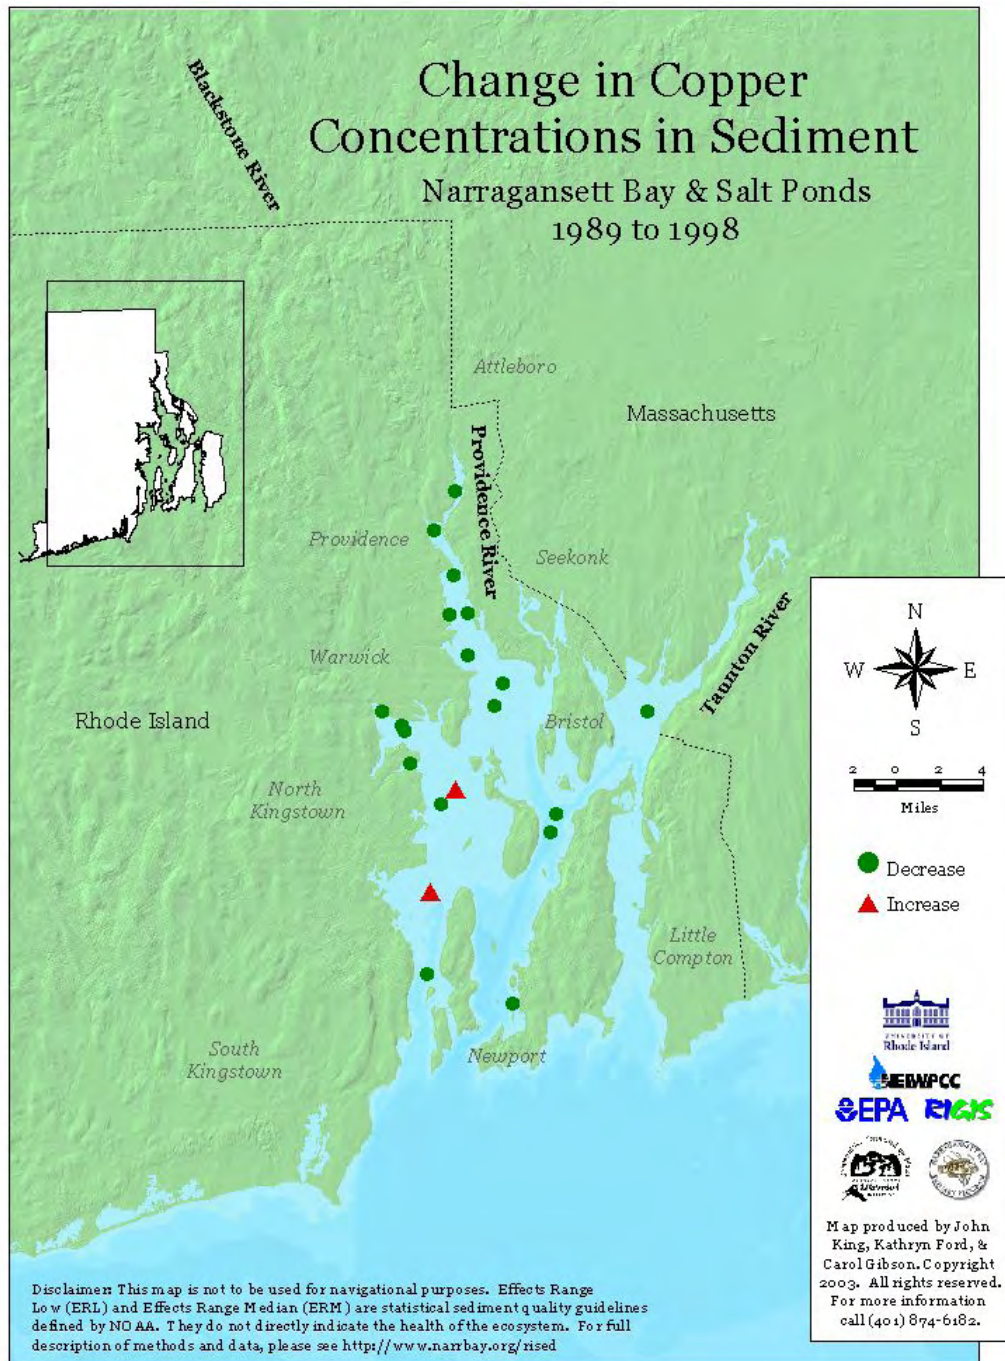 Change in Copper
Concentrations in Sediment
Narragansett Bay & Salt Ponds
1989 to 1998
Blackstone River
Attleboro
Massachusetts
Providence River
Providence
Seekonk
Taunton River
Warwick
Rhode Island
Bristol
North
Kingstown
Little
Compton
South
Kingstown
Newport
N
W E
S
2 0 2 4
Miles
Decrease
Increase
UNIVERSITY OF
Rhode Island
NEIWPCC
EPA RIGIS
Map produced by John
King, Kathryn Ford, &
Carol Gibson. Copyright
2003. All rights reserved.
For more information
call (401) 874-6182.
Disclaimer: This map is not to be used for navigational purposes. Effects Range
Low (ERL) and Effects Range Median (ERM) are statistical sediment quality guidelines
defined by NOAA. They do not directly indicate the health of the ecosystem. For full
description of methods and data, please see http://www.narrbay.org/rised